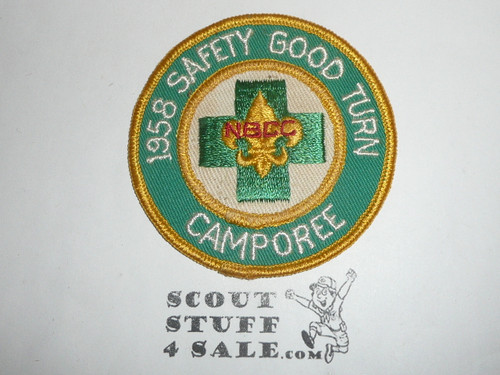 1958 SAFETY GOOD TURN
NBCC
CAMPOREE
SCOUT
STUFF
4 SALE.com